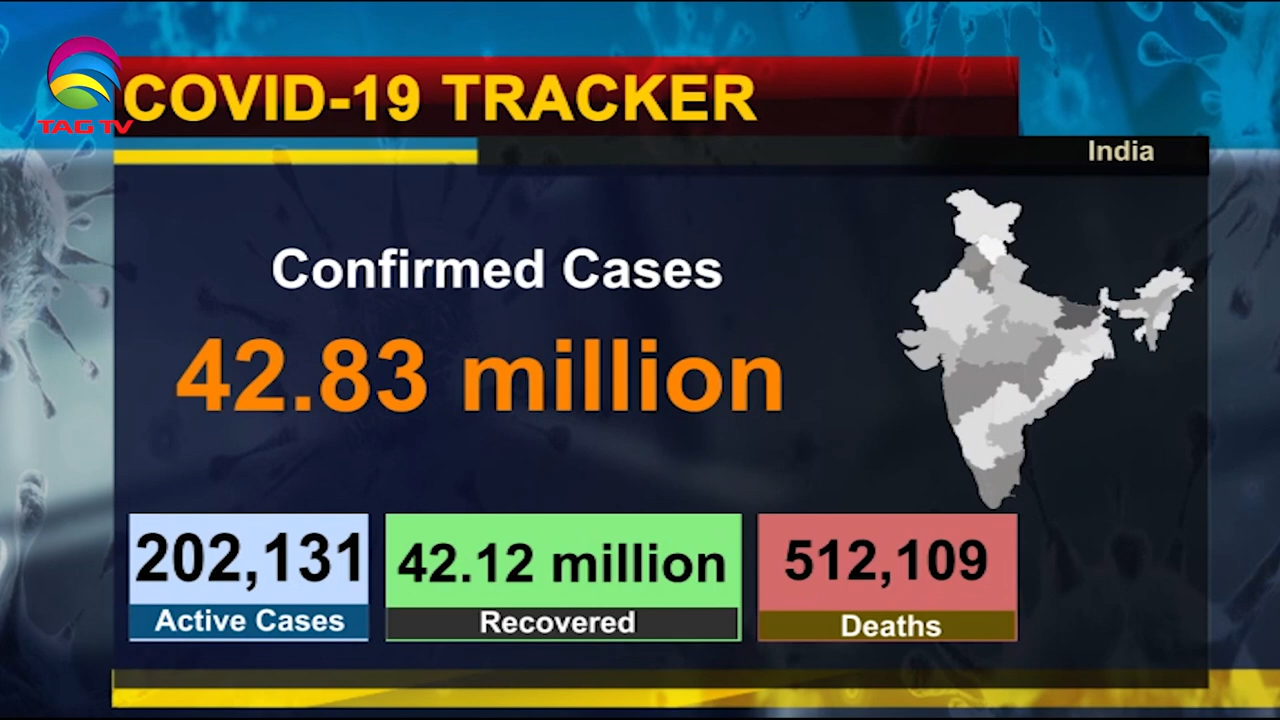 TAG TV
COVID-19 TRACKER
India
Confirmed Cases
42.83 million
202,131
Active Cases
42.12 million
Recovered
512,109
Deaths